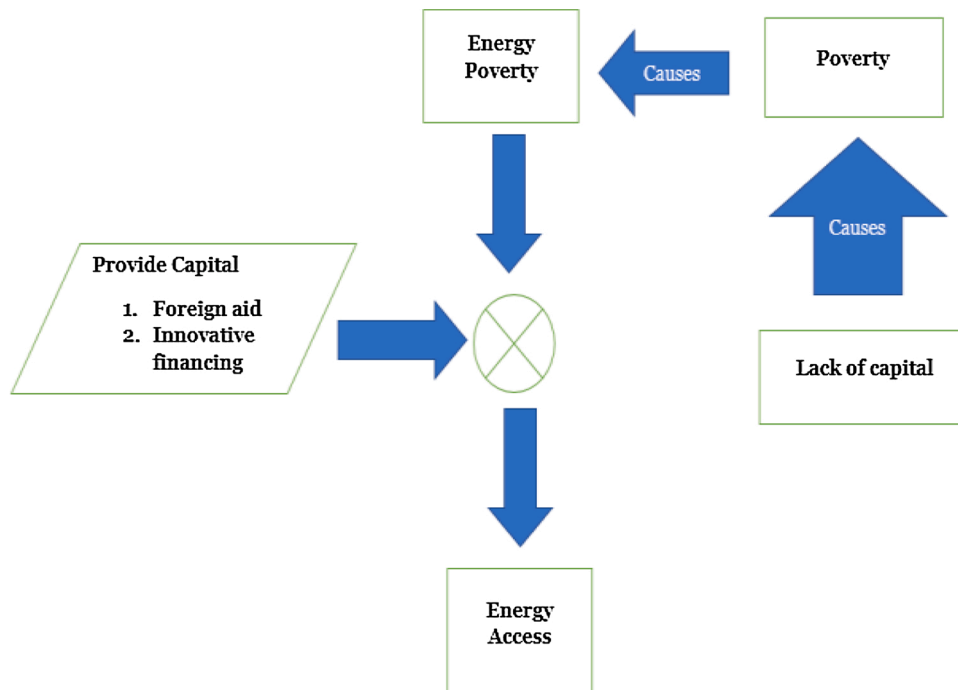 Energy
Poverty
Causes
Poverty
Causes
Provide Capital
1. Foreign aid
2. Innovative
financing
Lack of capital
Energy
Access